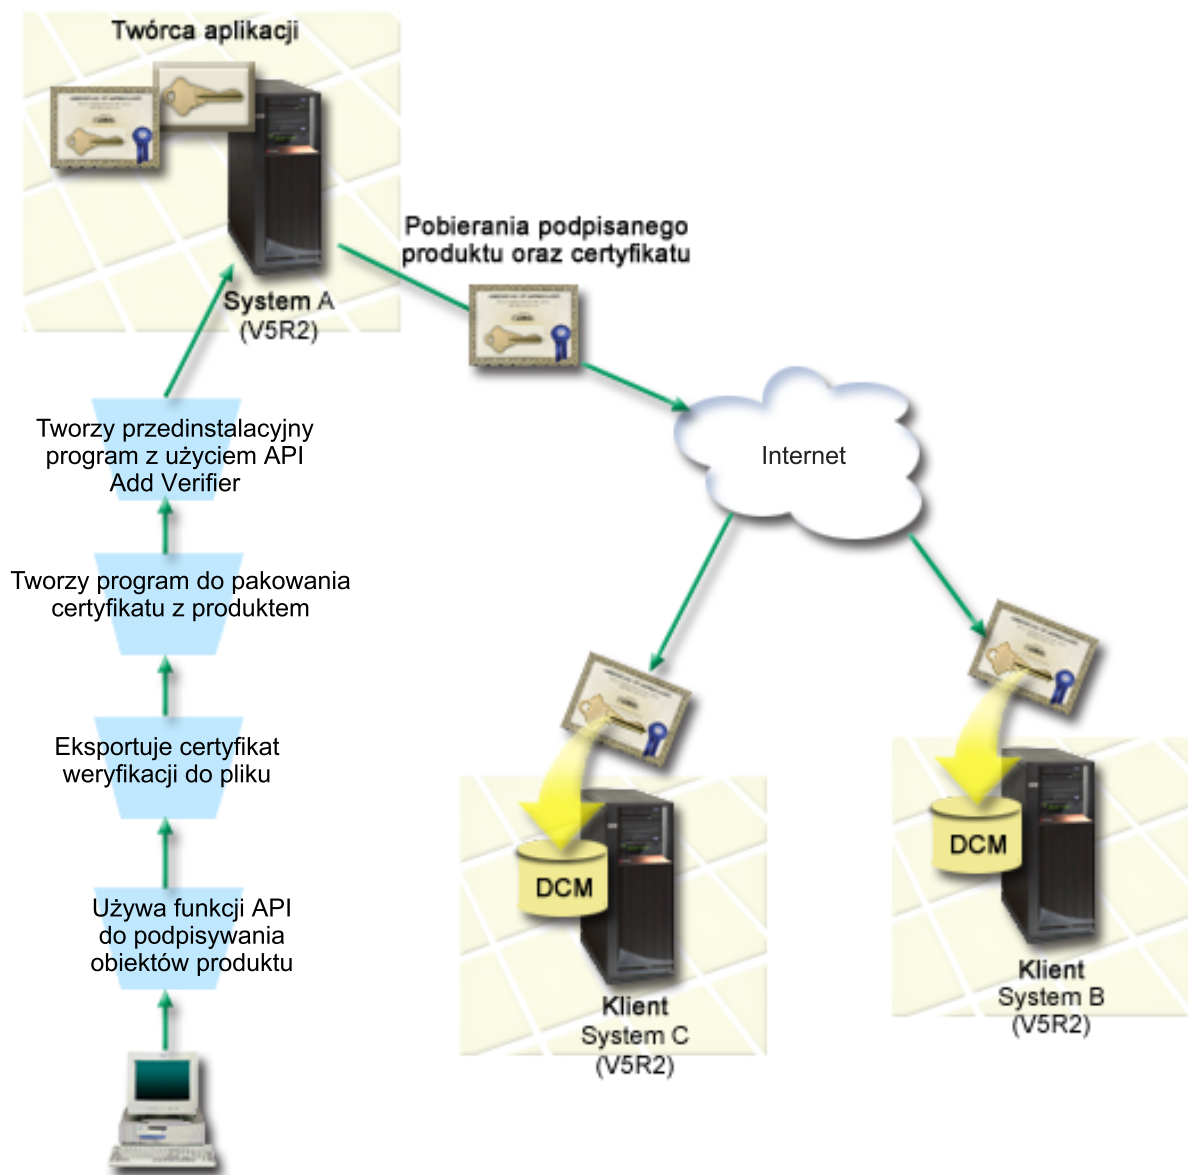 Twórca aplikacji
System A
(V5R2)
Pobierania podpisanego
produktu oraz certyfikatu
Internet
Tworzy przedinstalacyjny
program z użyciem API
Add Verifier
Tworzy program do pakowania
certyfikatu z produktem
Eksportuje certyfikat
weryfikacji do pliku
Używa funkcji API
do podpisywania
obiektów produktu
DCM
Klient
System C
(V5R2)
DCM
Klient
System B
(V5R2)